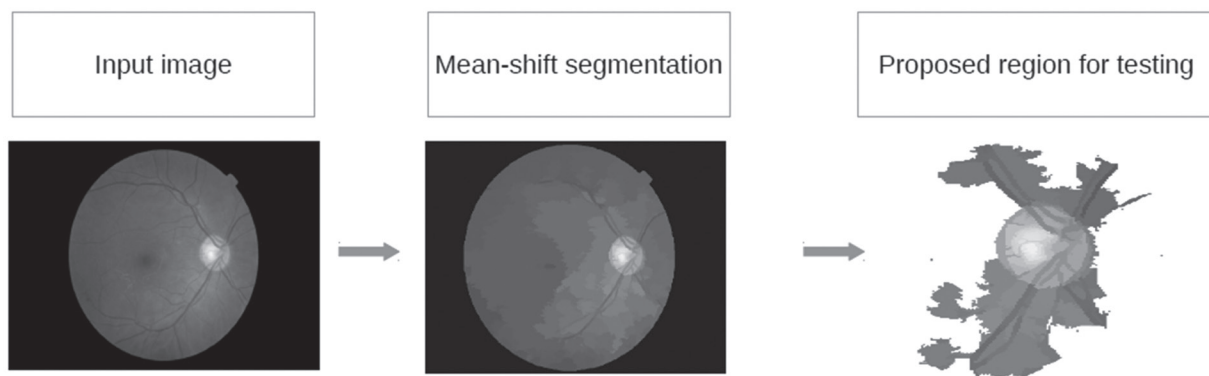 Input image
Mean-shift segmentation
Proposed region for testing